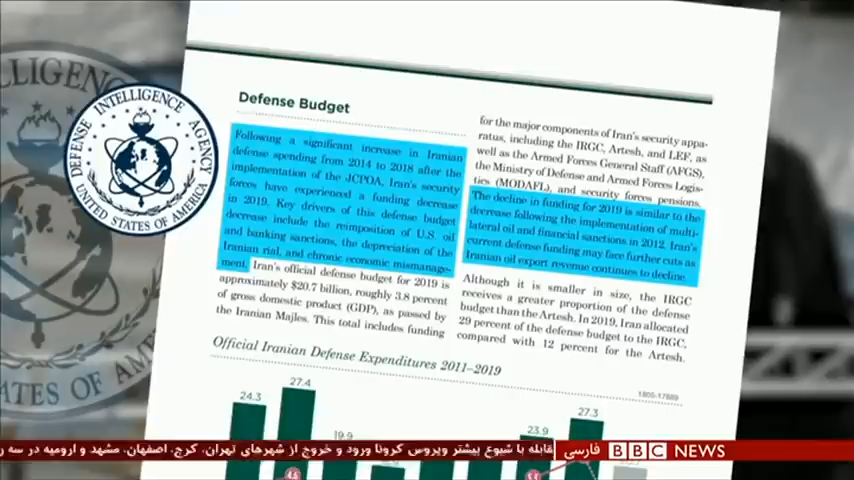 DEFENSE INTELLIGENCE AGENCY
UNITED STATES OF AMERICA
Defense Budget
Following a significant increase in Iranian
defense spending from 2014 to 2018 after the
implementation of the JCPOA, Iran's security
forces have experienced a funding decrease
in 2019. Key drivers of this defense budget
decrease include the reimposition of U.S. oil
and banking sanctions, the depreciation of the
Iranian rial, and chronic economic mismanage-
ment. Iran's official defense budget for 2019 is
approximately $20.7 billion, roughly 3.8 percent
of gross domestic product (GDP), as passed by
the Iranian Majles. This total includes funding
for the major components of Iran's security appa-
ratus, including the IRGC, Artesh, and LEF, as
well as the Armed Forces General Staff (AFGS),
the Ministry of Defense and Armed Forces Logis-
tics (MODAFL), and security forces pensions.
The decline in funding for 2019 is similar to the
decrease following the implementation of multi-
lateral oil and financial sanctions in 2012. Iran's
current defense funding may face further cuts as
Iranian oil export revenue continues to decline.
Although it is smaller in size, the IRGC
receives a greater proportion of the defense
budget than the Artesh. In 2019, Iran allocated
29 percent of the defense budget to the IRGC,
compared with 12 percent for the Artesh.
Official Iranian Defense Expenditures 2011–2019
1805-17889
24.3
27.4
19.9
23.9
27.3
4.6
قابله با شیوع بیشتر ویروس کرونا ورود و خروج از شهرهای تهران، کرج، اصفهان، مشهد و ارومیه در سه
فارسی BBC NEWS